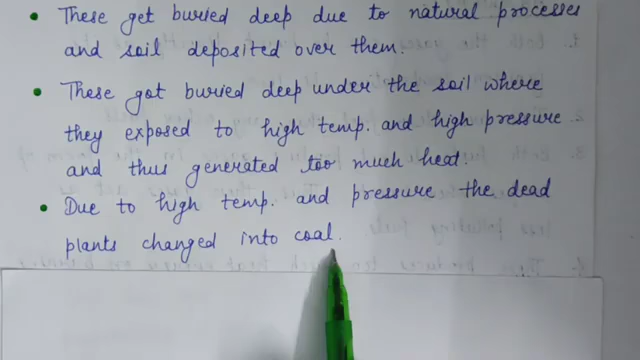 These get buried deep due to natural processes
and soil deposited over them.
These got buried deep under the soil where
they exposed to high temp. and high pressure
and thus generated too much heat.
Due to high temp. and pressure the dead
plants changed into coal.